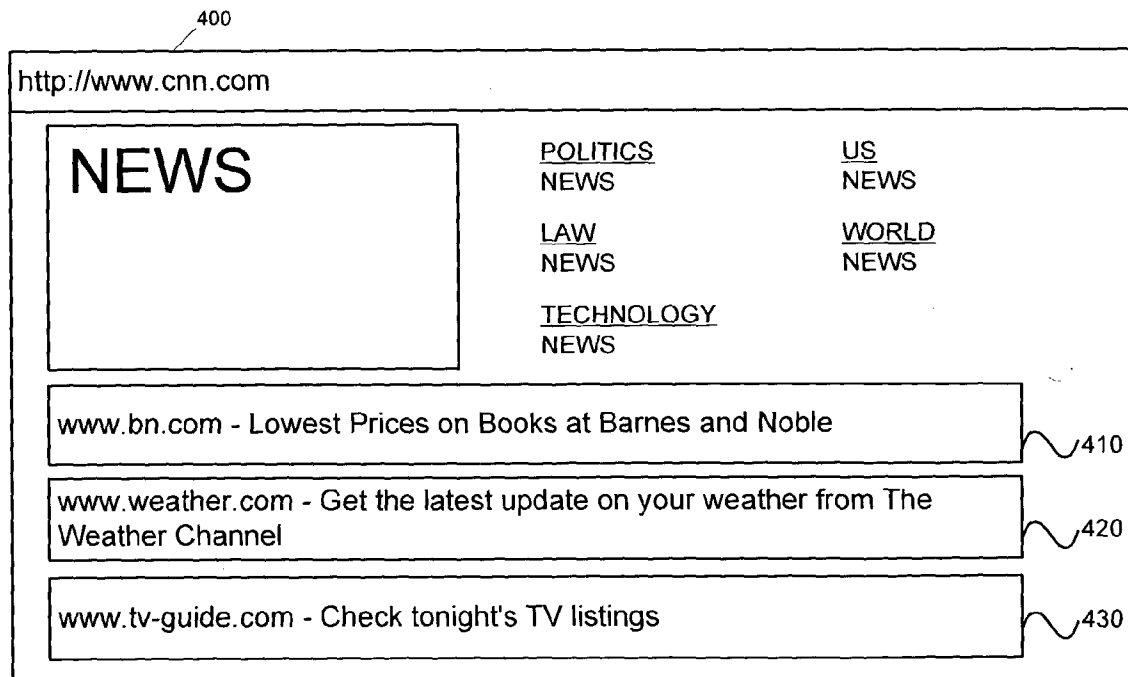 400
http://www.cnn.com
NEWS
POLITICS
NEWS
US
NEWS
LAW
NEWS
WORLD
NEWS
TECHNOLOGY
NEWS
www.bn.com - Lowest Prices on Books at Barnes and Noble
410
www.weather.com - Get the latest update on your weather from The
Weather Channel
420
www.tv-guide.com - Check tonight's TV listings
430